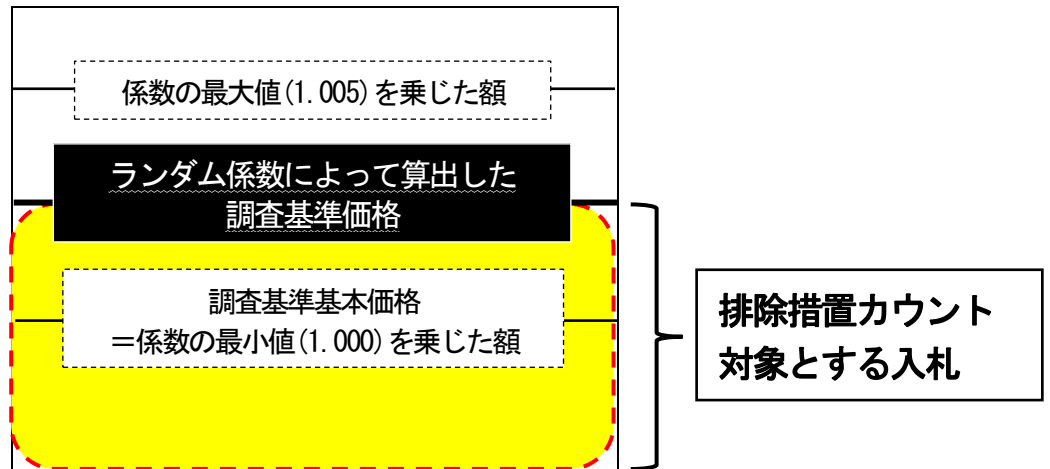 係数の最大値(1.005)を乗じた額
ランダム係数によって算出した
調査基準価格
調査基準基本価格
＝係数の最小値(1.000)を乗じた額
排除措置カウント
対象とする入札